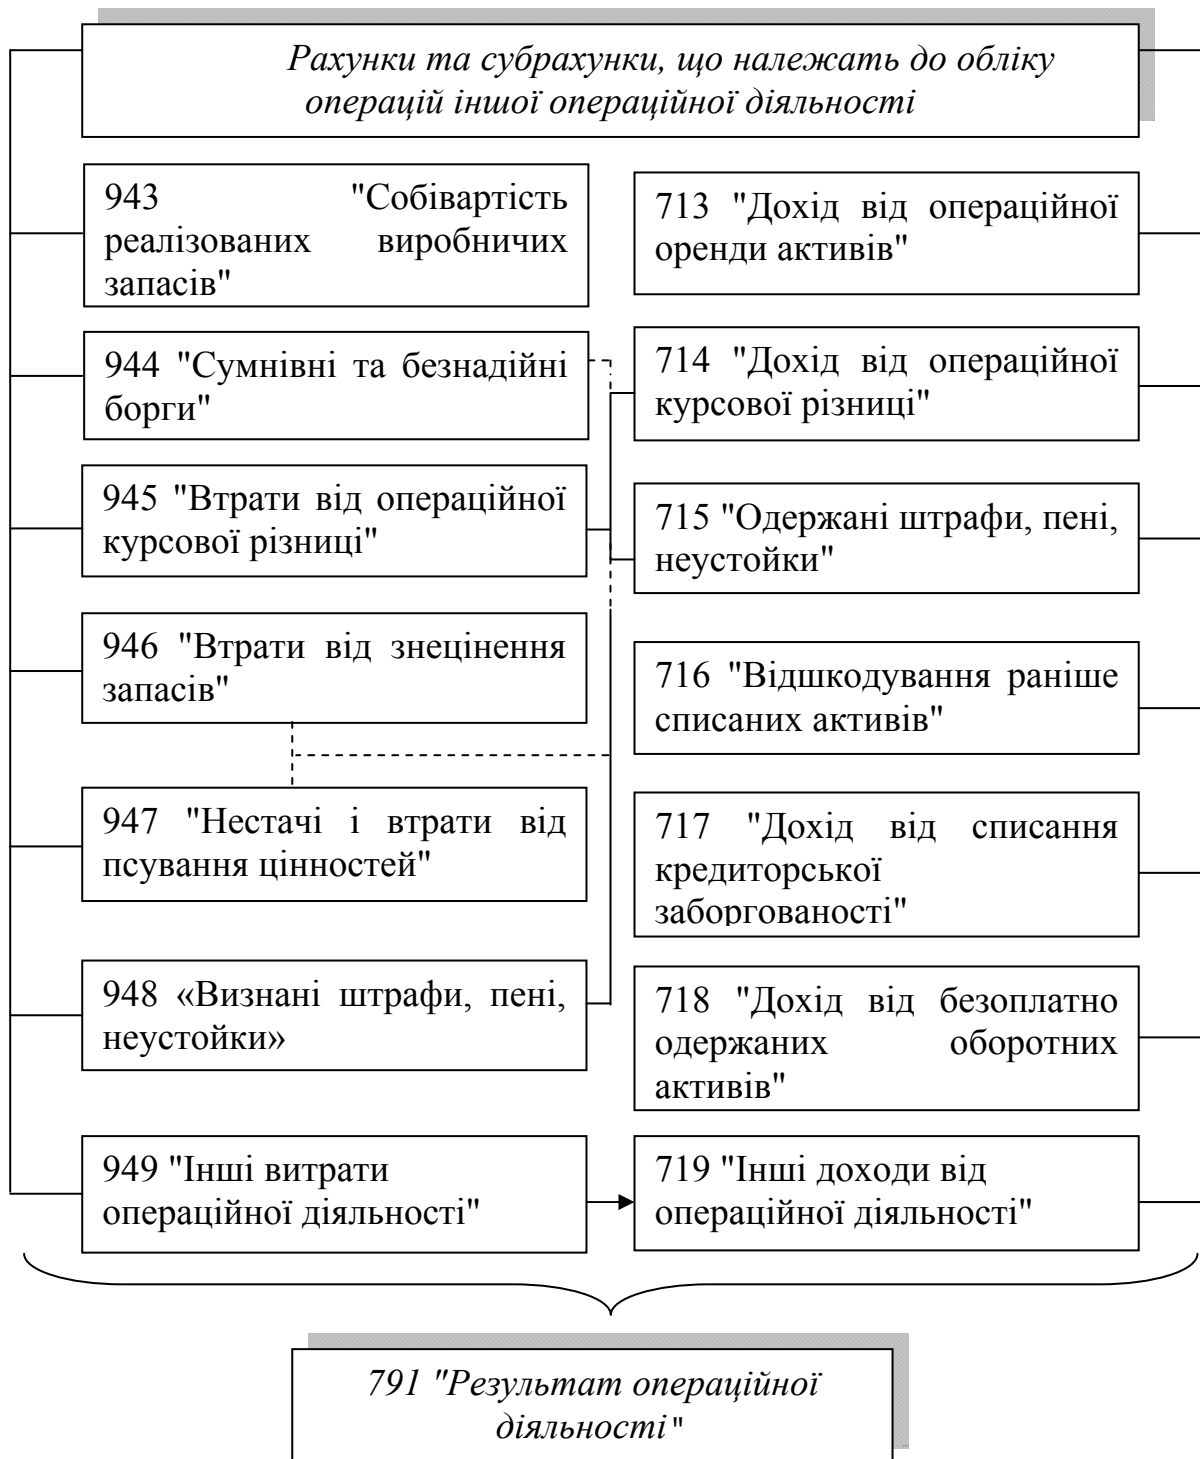 Рахунки та субрахунки, що належать до обліку
операцій іншої операційної діяльності
943 "Собівартість
реалізованих виробничих
запасів"
944 "Сумнівні та безнадійні
борги"
945 "Втрати від операційної
курсової різниці"
946 "Втрати від знецінення
запасів"
947 "Нестачі і втрати від
псування цінностей"
948 «Визнані штрафи, пені,
неустойки»
949 "Інші витрати
операційної діяльності"
713 "Дохід від операційної
оренди активів"
714 "Дохід від операційної
курсової різниці"
715 "Одержані штрафи, пені,
неустойки"
716 "Відшкодування раніше
списаних активів"
717 "Дохід від списання
кредиторської
заборгованості"
718 "Дохід від безоплатно
одержаних оборотних
активів"
719 "Інші доходи від
операційної діяльності"
791 "Результат операційної
діяльності"